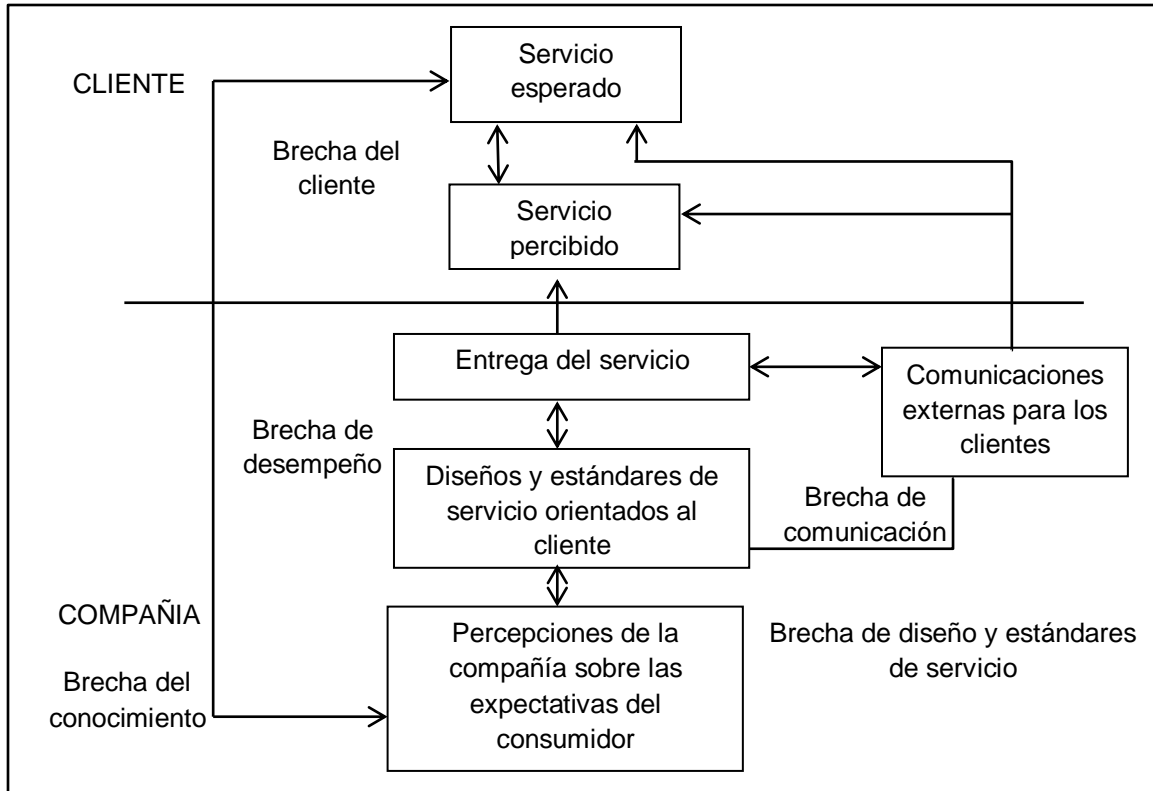 Servicio
esperado
CLIENTE
Brecha del
cliente
Servicio
percibido
Entrega del servicio
Comunicaciones
externas para los
clientes
Brecha de
desempeño
Diseños y estándares de
servicio orientados al
cliente
Brecha de
comunicación
COMPAÑIA
Percepciones de la
compañía sobre las
expectativas del
consumidor
Brecha de diseño y estándares
de servicio
Brecha del
conocimiento